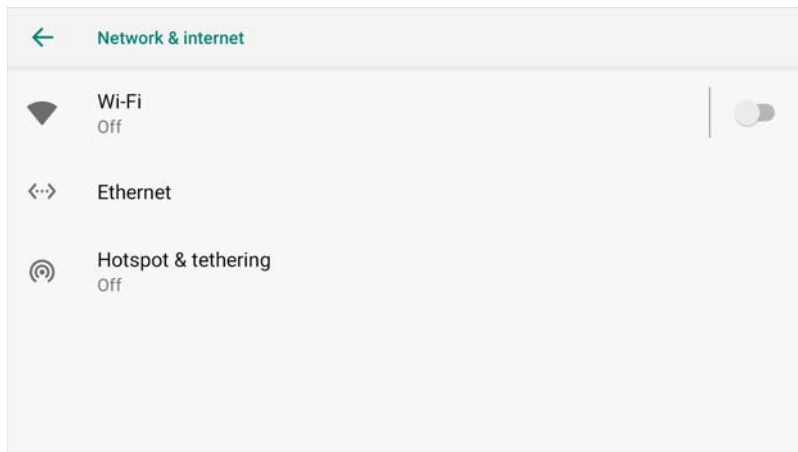 Network & internet
Wi-Fi
Off
Ethernet
Hotspot & tethering
Off